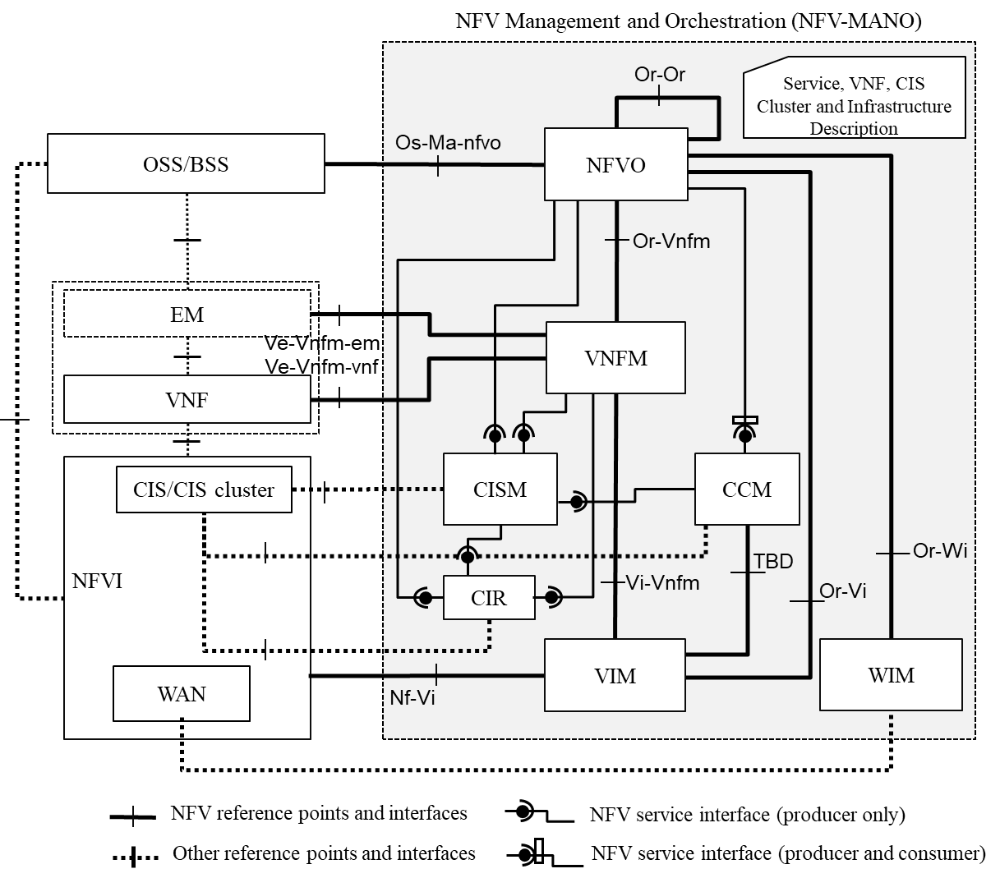 NFV Management and Orchestration (NFV-MANO)
Or-Or
Service, VNF, CIS
Cluster and Infrastructure
Description
Os-Ma-nfvo
OSS/BSS
NFVO
Or-Vnfm
EM
Ve-Vnfm-em
Ve-Vnfm-vnf
VNFM
VNF
CIS/CIS cluster
CISM
CCM
NFVI
TBD
Or-Wi
Vi-Vnfm
Or-Vi
CIR
VIM
WIM
WAN
Nf-Vi
NFV reference points and interfaces
NFV service interface (producer only)
Other reference points and interfaces
NFV service interface (producer and consumer)